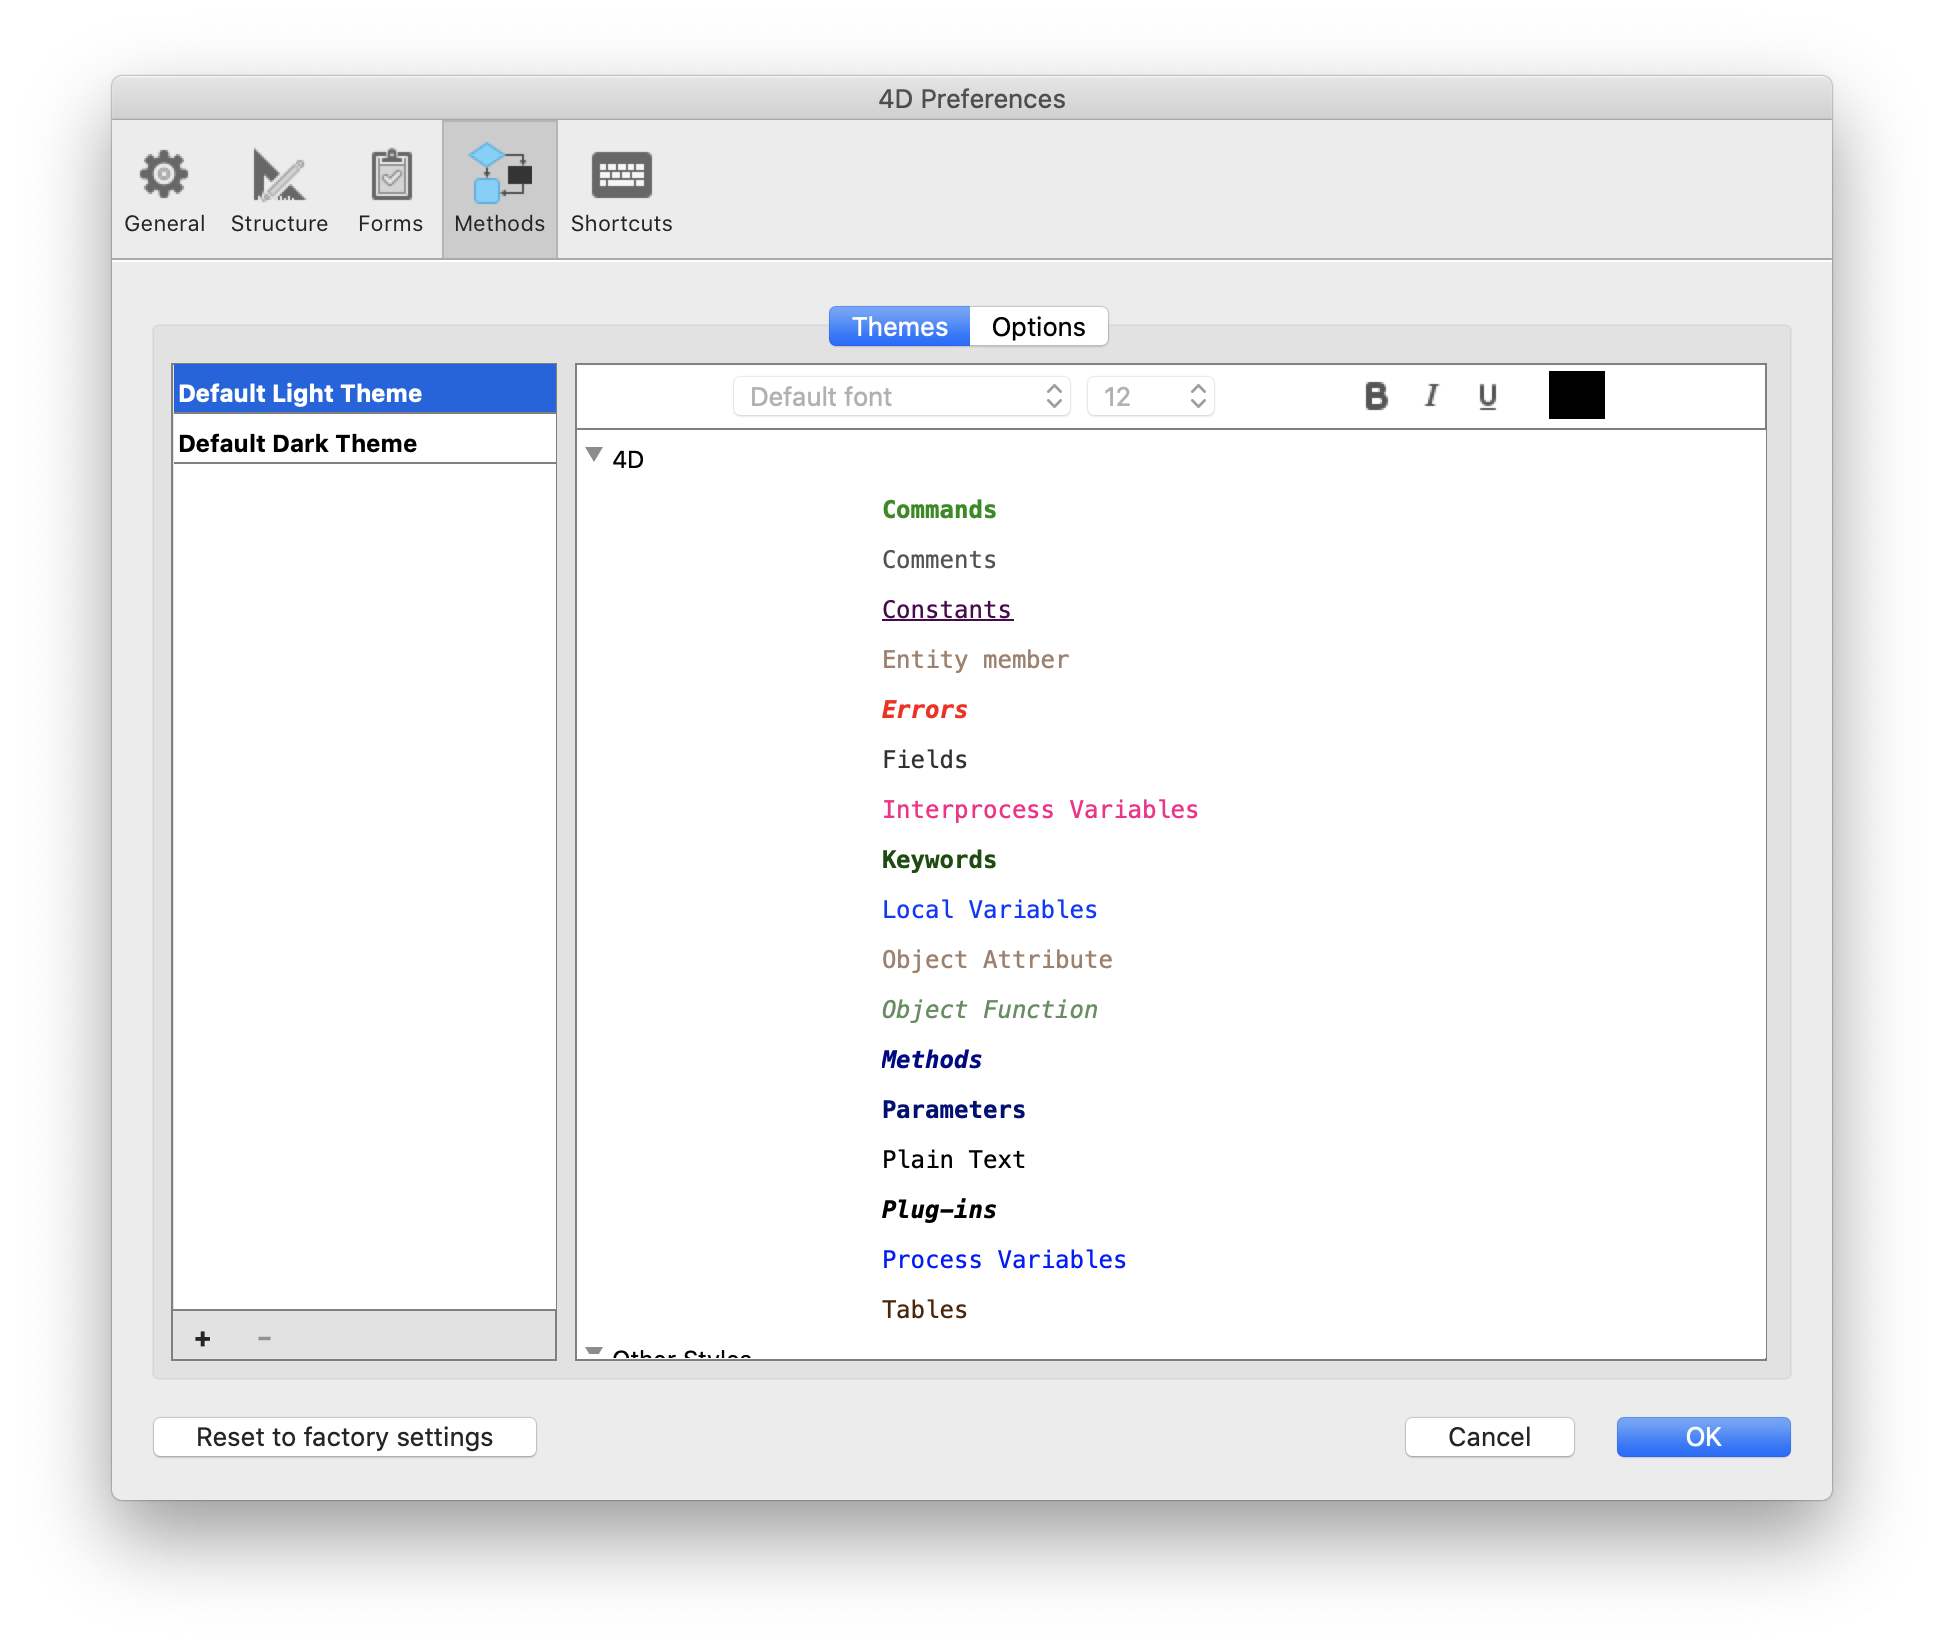 4D Preferences
General Structure Forms Methods Shortcuts
Themes Options
Default Light Theme
Default Dark Theme
Default font 12 B I U
4D
Commands
Comments
Constants
Entity member
Errors
Fields
Interprocess Variables
Keywords
Local Variables
Object Attribute
Object Function
Methods
Parameters
Plain Text
Plug-ins
Process Variables
Tables
Other Styles
+ −
Reset to factory settings Cancel OK